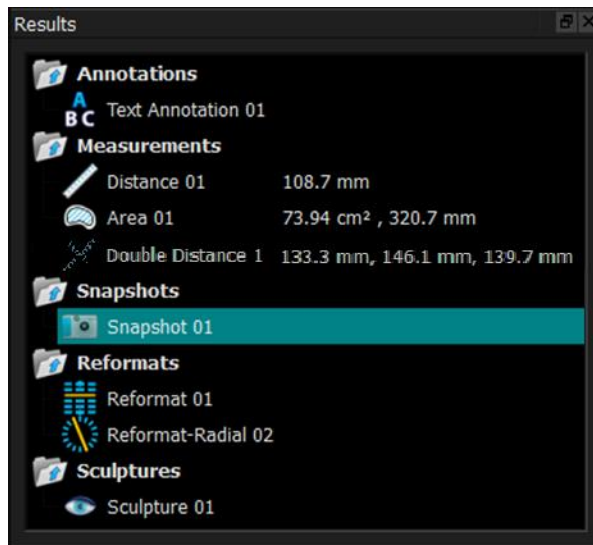 Results
Annotations
ABC Text Annotation 01
Measurements
Distance 01 108.7 mm
Area 01 73.94 cm² , 320.7 mm
Double Distance 1 133.3 mm, 146.1 mm, 139.7 mm
Snapshots
Snapshot 01
Reformats
Reformat 01
Reformat-Radial 02
Sculptures
Sculpture 01